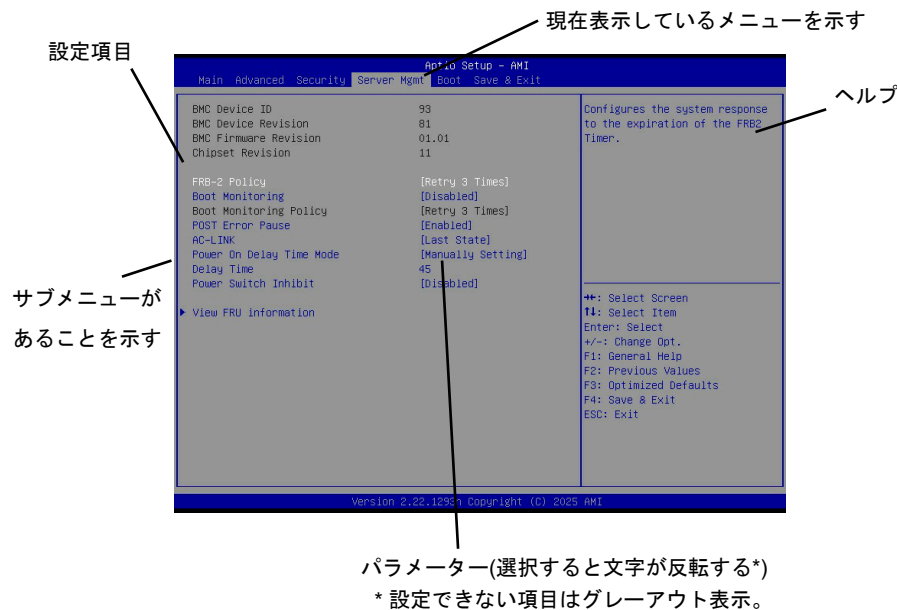 現在表示しているメニューを示す
設定項目
Aptio Setup - AMI
Main Advanced Security Server Mgmt Boot Save & Exit
ヘルプ
BMC Device ID 93
BMC Device Revision 81
BMC Firmware Revision 01.01
Chipset Revision 11
FRB-2 Policy [Retry 3 Times]
Boot Monitoring [Disabled]
Boot Monitoring Policy [Retry 3 Times]
POST Error Pause [Enabled]
AC-LINK [Last State]
Power On Delay Time Mode [Manually Setting]
Delay Time 45
Power Switch Inhibit [Disabled]
View FRU information
Configures the system response
to the expiration of the FRB2
Timer.
サブメニューが
あることを示す
→←: Select Screen
↑↓: Select Item
Enter: Select
+/-: Change Opt.
F1: General Help
F2: Previous Values
F3: Optimized Defaults
F4: Save & Exit
ESC: Exit
Version 2.22.1293h Copyright (C) 2025 AMI
パラメーター(選択すると文字が反転する*)
* 設定できない項目はグレーアウト表示。